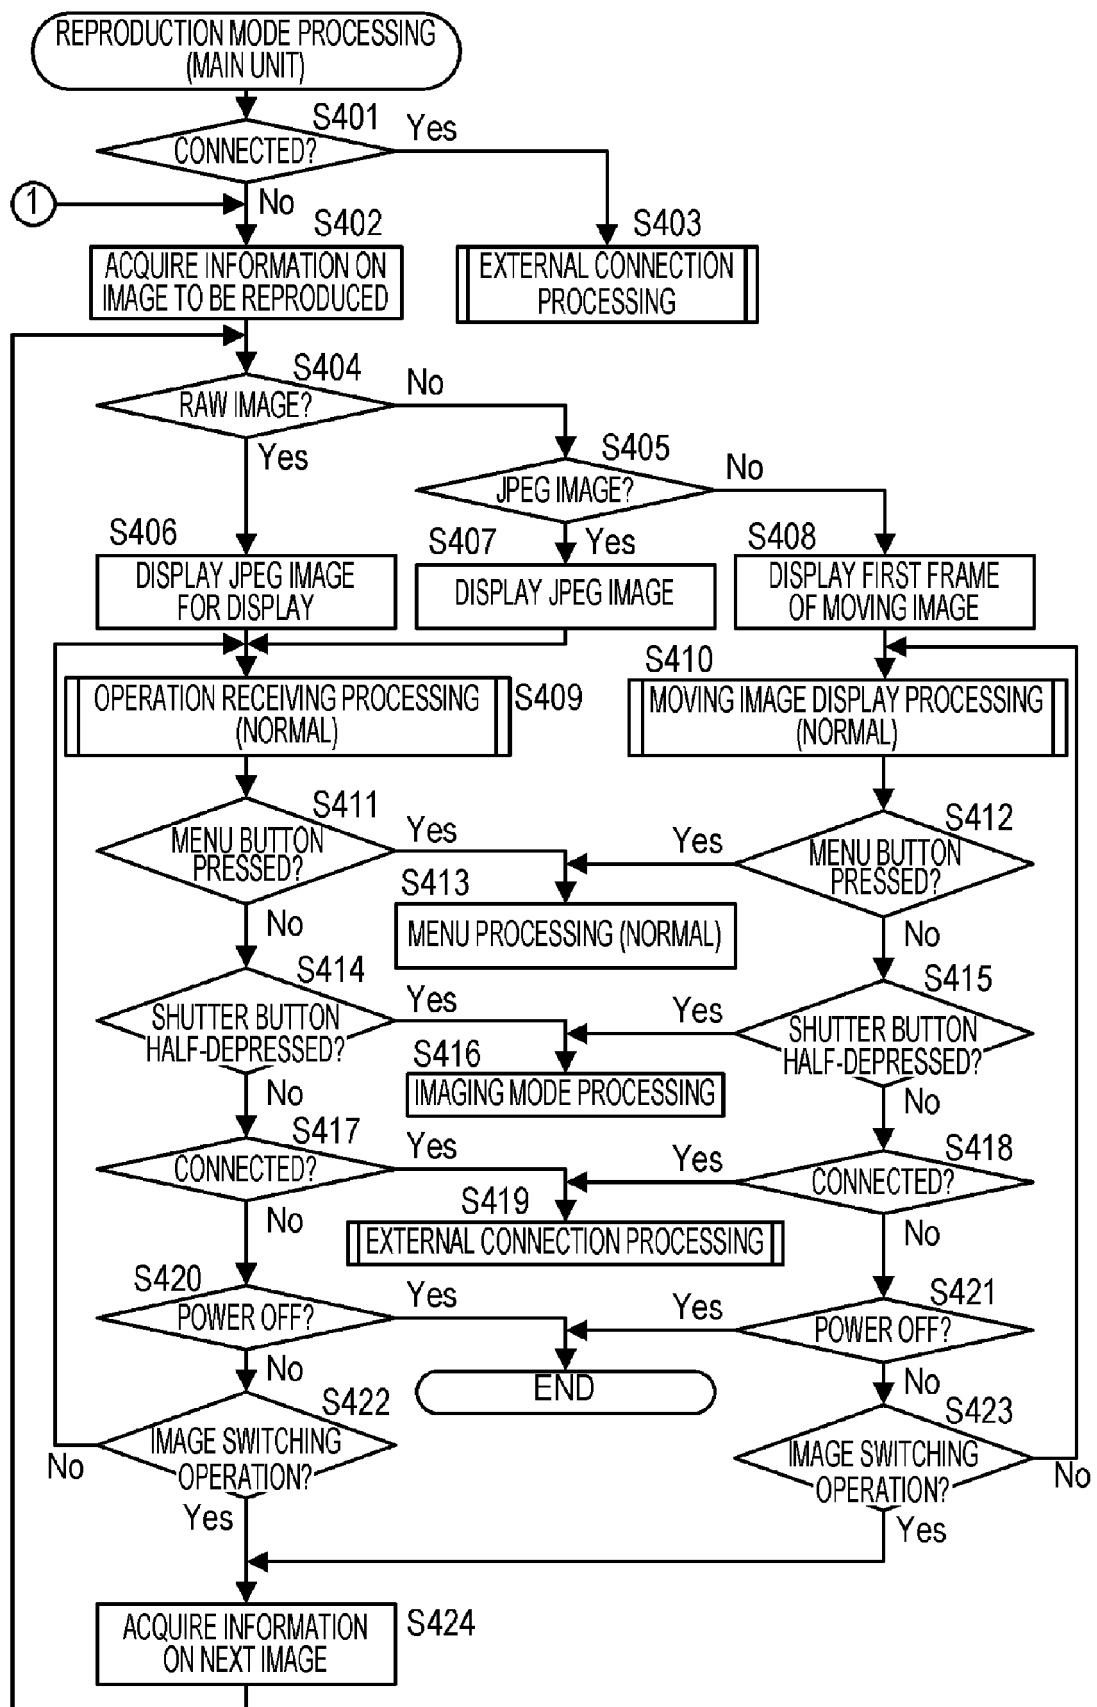 REPRODUCTION MODE PROCESSING
(MAIN UNIT)
S401
Yes
CONNECTED?
1
No
S402
S403
ACQUIRE INFORMATION ON
IMAGE TO BE REPRODUCED
EXTERNAL CONNECTION
PROCESSING
S404
No
RAW IMAGE?
Yes
S405
No
JPEG IMAGE?
S406
S407
Yes
S408
DISPLAY JPEG IMAGE
FOR DISPLAY
DISPLAY JPEG IMAGE
DISPLAY FIRST FRAME
OF MOVING IMAGE
S410
OPERATION RECEIVING PROCESSING
(NORMAL)
S409
MOVING IMAGE DISPLAY PROCESSING
(NORMAL)
S411
Yes
MENU BUTTON
PRESSED?
S412
Yes
MENU BUTTON
PRESSED?
S413
No
MENU PROCESSING (NORMAL)
No
S414
Yes
SHUTTER BUTTON
HALF-DEPRESSED?
S415
Yes
SHUTTER BUTTON
HALF-DEPRESSED?
S416
IMAGING MODE PROCESSING
No
No
S417
Yes
CONNECTED?
S418
Yes
CONNECTED?
S419
No
EXTERNAL CONNECTION PROCESSING
No
S420
Yes
POWER OFF?
S421
Yes
POWER OFF?
No
END
No
S422
IMAGE SWITCHING
OPERATION?
No
S423
IMAGE SWITCHING
OPERATION?
No
Yes
Yes
ACQUIRE INFORMATION
ON NEXT IMAGE
S424